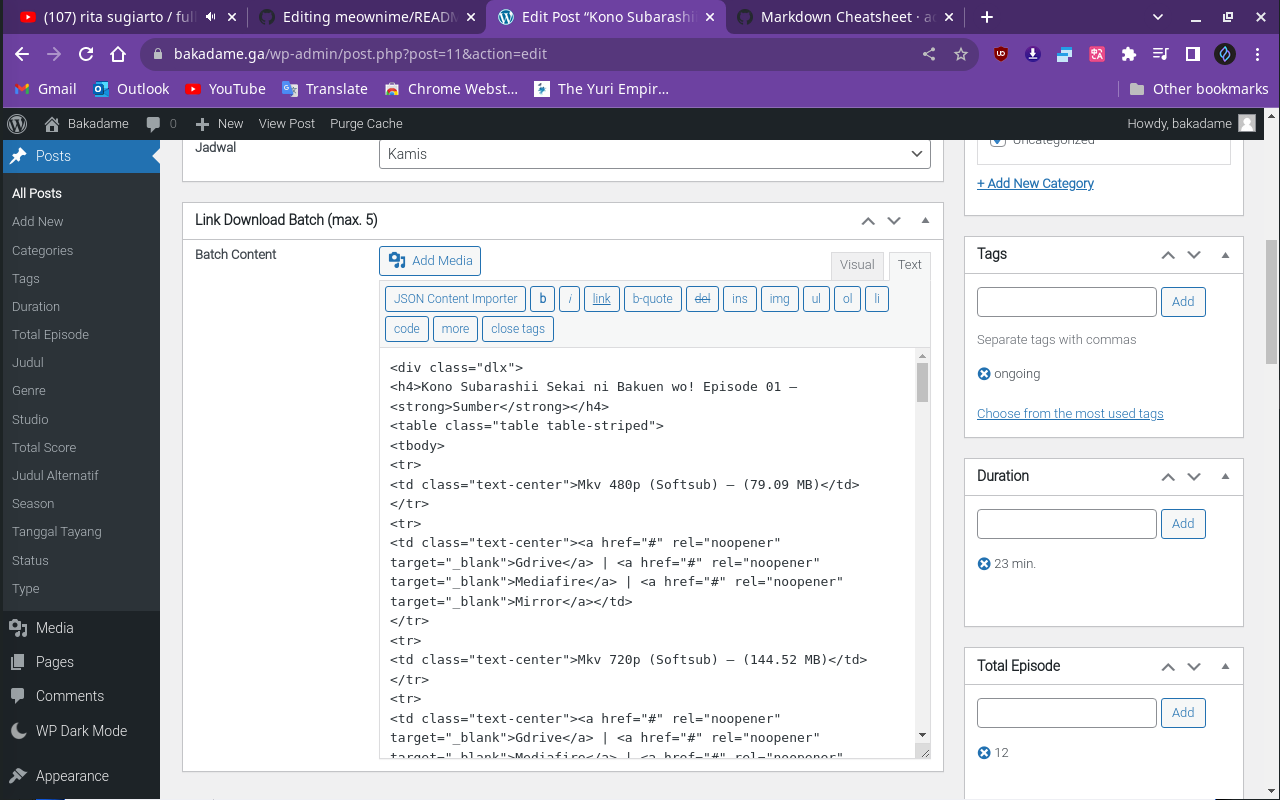 (107) rita sugiarto / full
Editing meownime/READM
Edit Post “Kono Subarashii
Markdown Cheatsheet · ad
bakadame.ga/wp-admin/post.php?post=11&action=edit
Gmail
Outlook
YouTube
Translate
Chrome Webst...
The Yuri Empir...
Other bookmarks
Bakadame
0
New
View Post
Purge Cache
Howdy, bakadame
Posts
All Posts
Add New
Categories
Tags
Duration
Total Episode
Judul
Genre
Studio
Total Score
Judul Alternatif
Season
Tanggal Tayang
Status
Type
Media
Pages
Comments
WP Dark Mode
Appearance
Jadwal
Kamis
Link Download Batch (max. 5)
Batch Content
Add Media
Visual
Text
JSON Content Importer
b
i
link
b-quote
del
ins
img
ul
ol
li
code
more
close tags
<div class="dlx">
<h4>Kono Subarashii Sekai ni Bakuen wo! Episode 01 –
<strong>Sumber</strong></h4>
<table class="table table-striped">
<tbody>
<tr>
<td class="text-center">Mkv 480p (Softsub) – (79.09 MB)</td>
</tr>
<tr>
<td class="text-center"><a href="#" rel="noopener"
target="_blank">Gdrive</a> | <a href="#" rel="noopener"
target="_blank">Mediafire</a> | <a href="#" rel="noopener"
target="_blank">Mirror</a></td>
</tr>
<tr>
<td class="text-center">Mkv 720p (Softsub) – (144.52 MB)</td>
</tr>
<tr>
<td class="text-center"><a href="#" rel="noopener"
target="_blank">Gdrive</a> | <a href="#" rel="noopener"
target="_blank">Mediafire</a> | <a href="#" rel="noopener"
Uncategorized
+ Add New Category
Tags
Add
Separate tags with commas
ongoing
Choose from the most used tags
Duration
Add
23 min.
Total Episode
Add
12